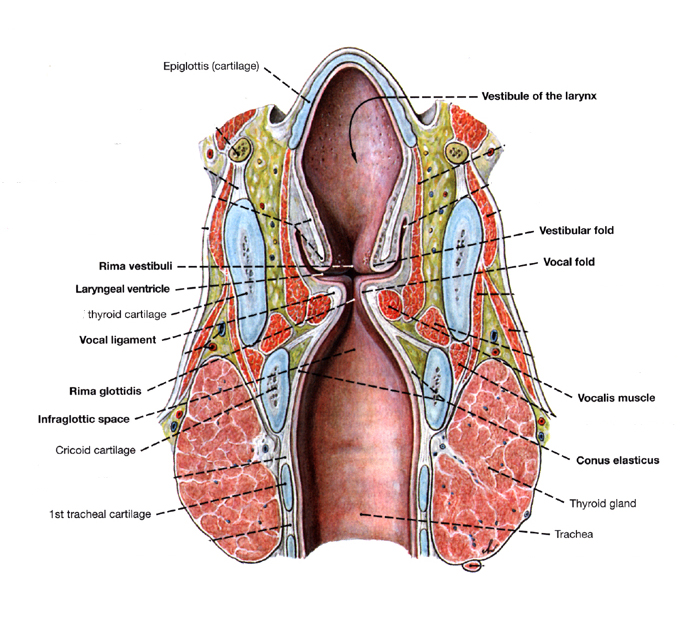 Epiglottis (cartilage)
Vestibule of the larynx
Vestibular fold
Vocal fold
Rima vestibuli
Laryngeal ventricle
thyroid cartilage
Vocal ligament
Rima glottidis
Infraglottic space
Cricoid cartilage
1st tracheal cartilage
Vocalis muscle
Conus elasticus
Thyroid gland
Trachea